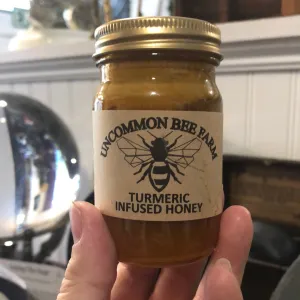 UNCOMMON BEE FARM
TURMERIC
INFUSED HONEY